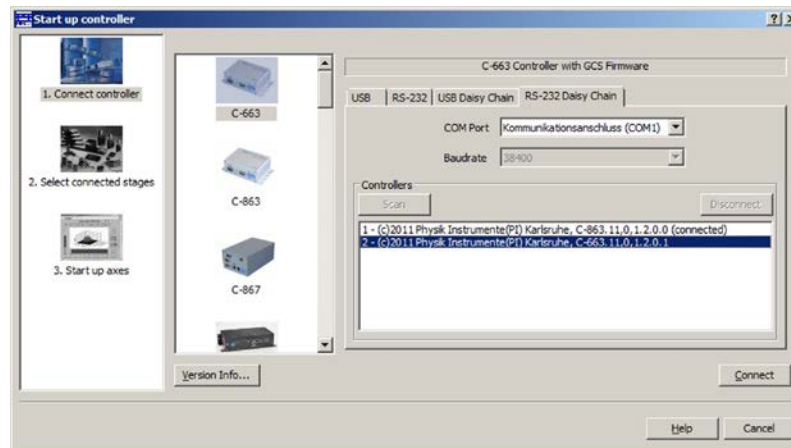 Start up controller
1. Connect controller
2. Select connected stages
3. Start up axes
C-663
C-863
C-867
Version Info...
C-663 Controller with GCS Firmware
USB RS-232 USB Daisy Chain RS-232 Daisy Chain
COM Port Kommunikationsanschluss (COM1)
Baudrate 38400
Controllers
Scan Disconnect
1 - (c)2011 Physik Instrumente(PI) Karlsruhe, C-863.11,0,1.2.0.0 (connected)
2 - (c)2011 Physik Instrumente(PI) Karlsruhe, C-663.11,0,1.2.0.1
Connect
Help Cancel